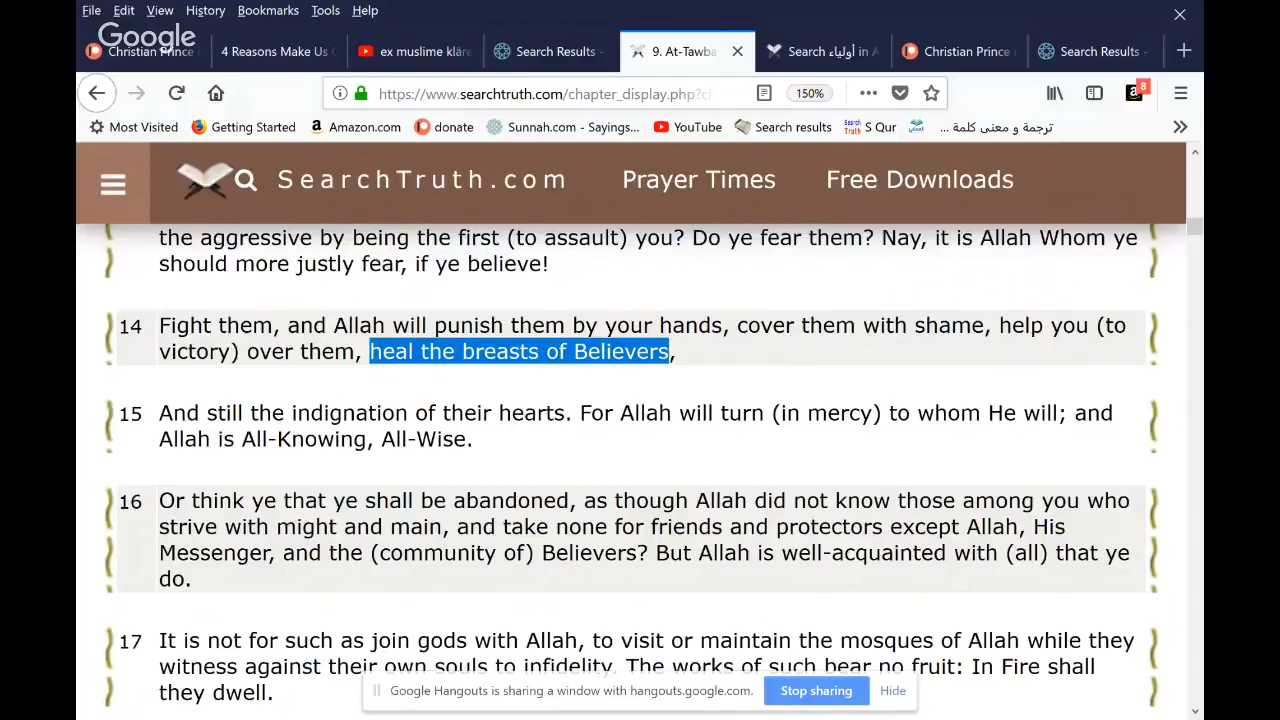 File Edit View History Bookmarks Tools Help
Google
Christian Prince 4 Reasons Make Us ex muslime kläre Search Results - 9. At-Tawba Search أولياء in A Christian Prince Search Results -
https://www.searchtruth.com/chapter_display.php?c 150% 8
Most Visited Getting Started Amazon.com donate Sunnah.com - Sayings... YouTube Search results Search Truth S Qur ترجمة و معنى كلمة ...
SearchTruth.com Prayer Times Free Downloads
the aggressive by being the first (to assault) you? Do ye fear them? Nay, it is Allah Whom ye
should more justly fear, if ye believe!
14 Fight them, and Allah will punish them by your hands, cover them with shame, help you (to
victory) over them, heal the breasts of Believers,
15 And still the indignation of their hearts. For Allah will turn (in mercy) to whom He will; and
Allah is All-Knowing, All-Wise.
16 Or think ye that ye shall be abandoned, as though Allah did not know those among you who
strive with might and main, and take none for friends and protectors except Allah, His
Messenger, and the (community of) Believers? But Allah is well-acquainted with (all) that ye
do.
17 It is not for such as join gods with Allah, to visit or maintain the mosques of Allah while they
witness against their own souls to infidelity. The works of such bear no fruit: In Fire shall
they dwell.
Google Hangouts is sharing a window with hangouts.google.com. Stop sharing Hide